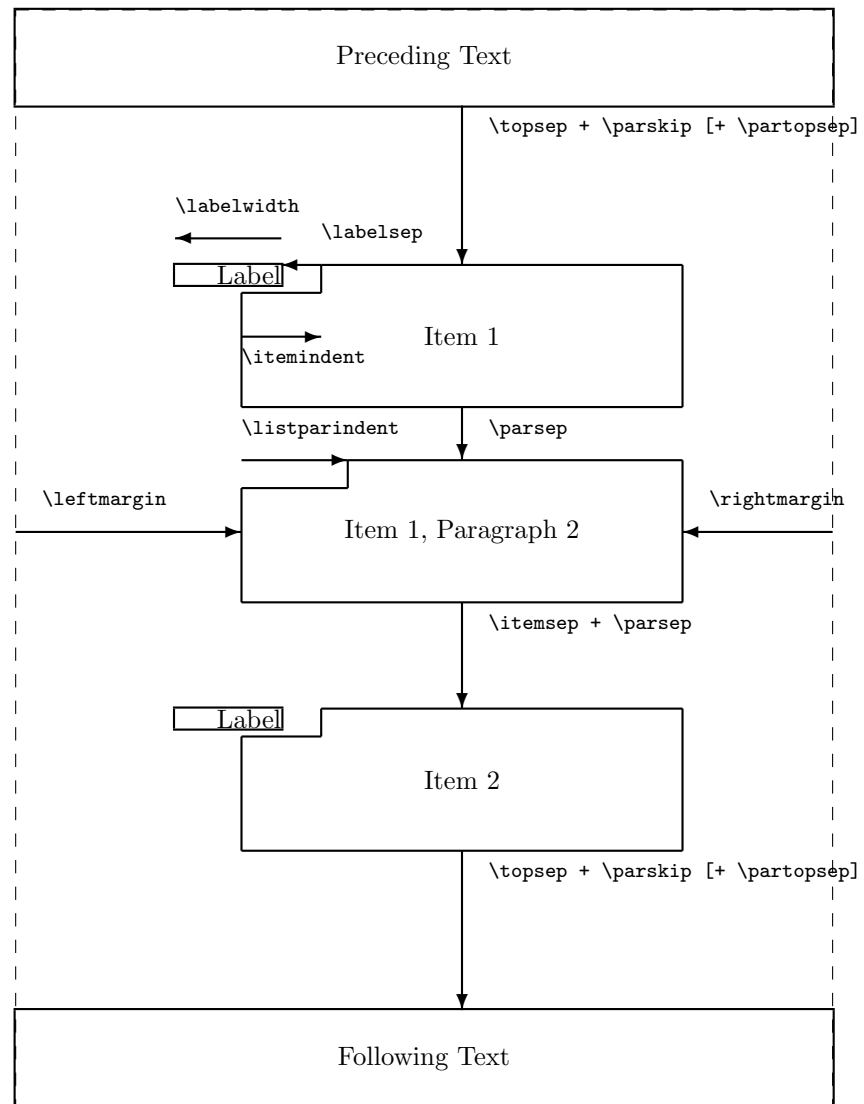 Preceding Text
\topsep + \parskip [+ \partopsep]
\labelwidth
\labelsep
Label
Item 1
\itemindent
\listparindent
\parsep
\leftmargin
\rightmargin
Item 1, Paragraph 2
\itemsep + \parsep
Label
Item 2
\topsep + \parskip [+ \partopsep]
Following Text